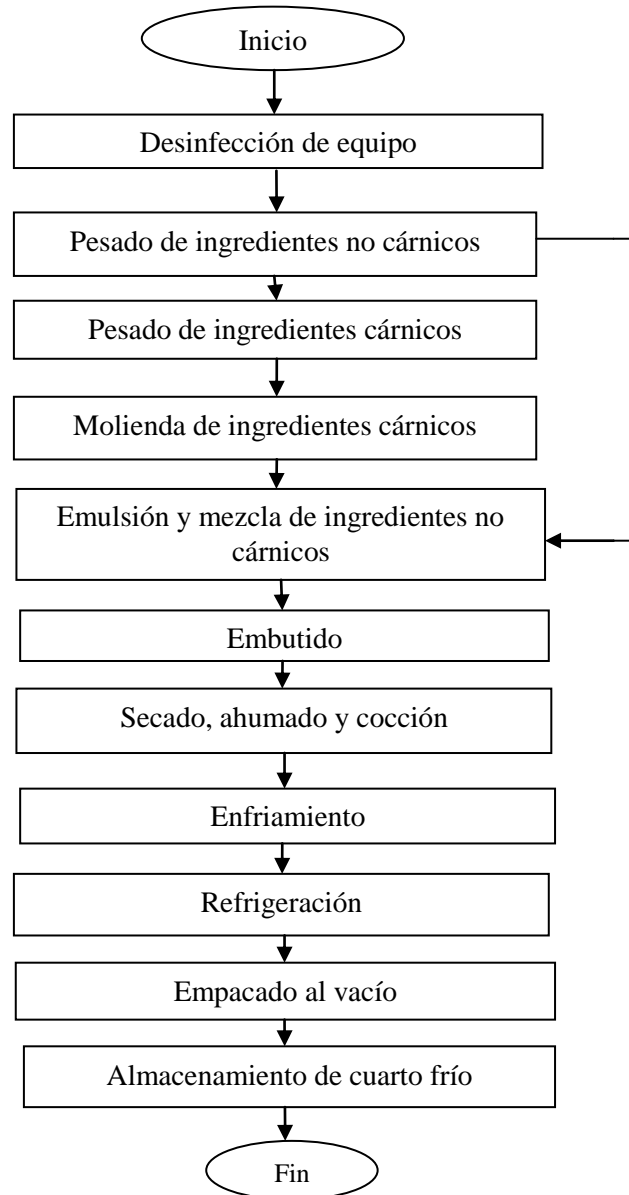 Inicio
Desinfección de equipo
Pesado de ingredientes no cárnicos
Pesado de ingredientes cárnicos
Molienda de ingredientes cárnicos
Emulsión y mezcla de ingredientes no
cárnicos
Embutido
Secado, ahumado y cocción
Enfriamiento
Refrigeración
Empacado al vacío
Almacenamiento de cuarto frío
Fin